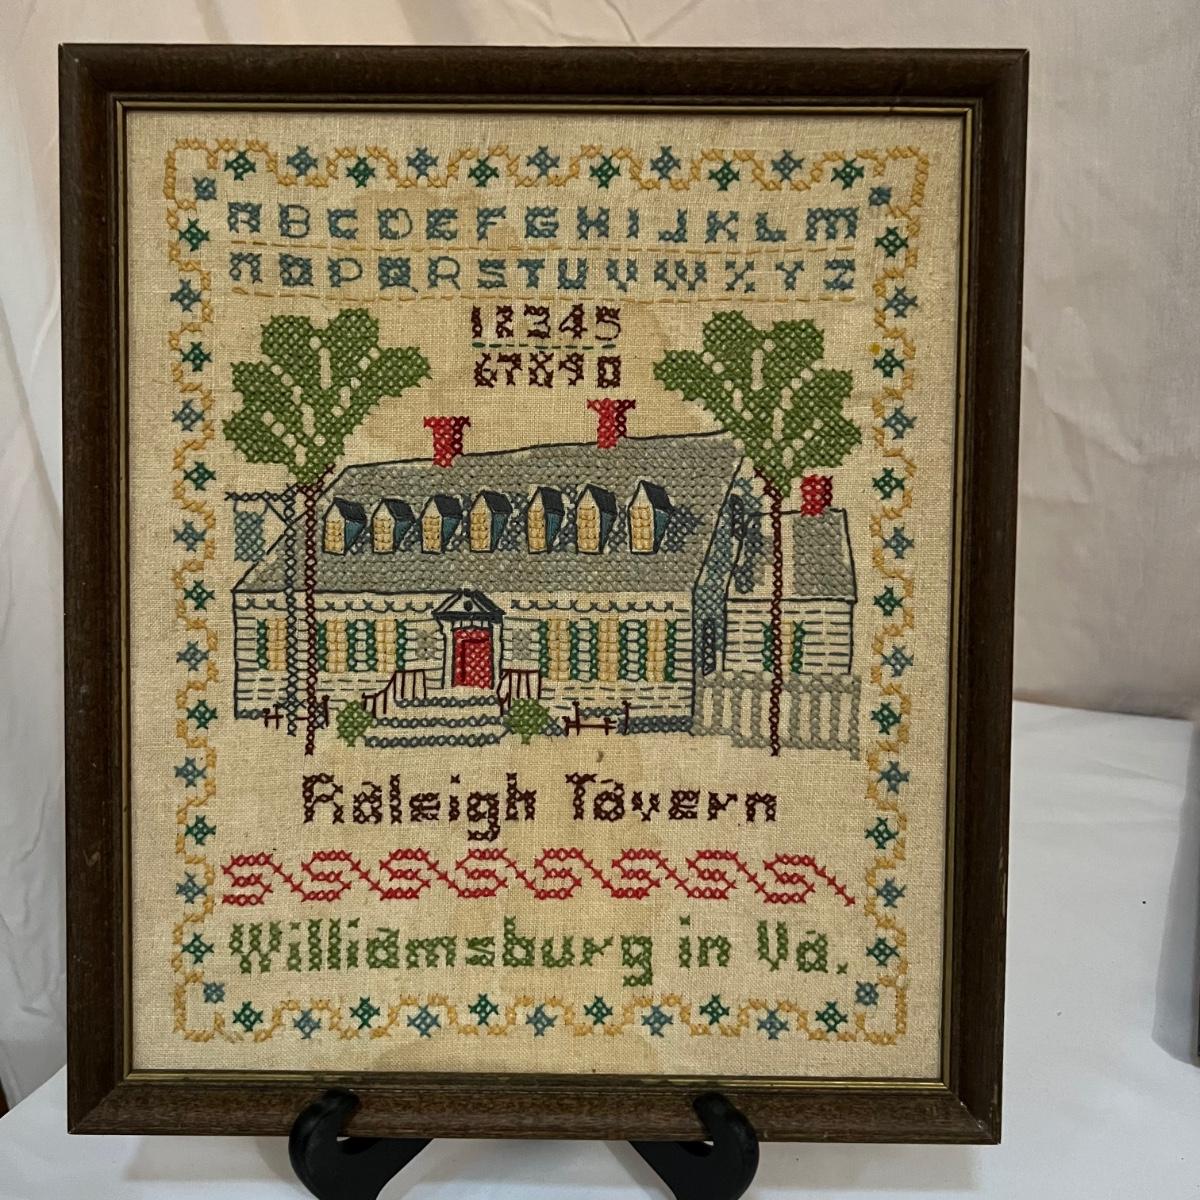 ABCDEFGHIJKLM
NOPQRSTUVWXYZ
12345
67890
Raleigh Tavern
Williamsburg in Va.